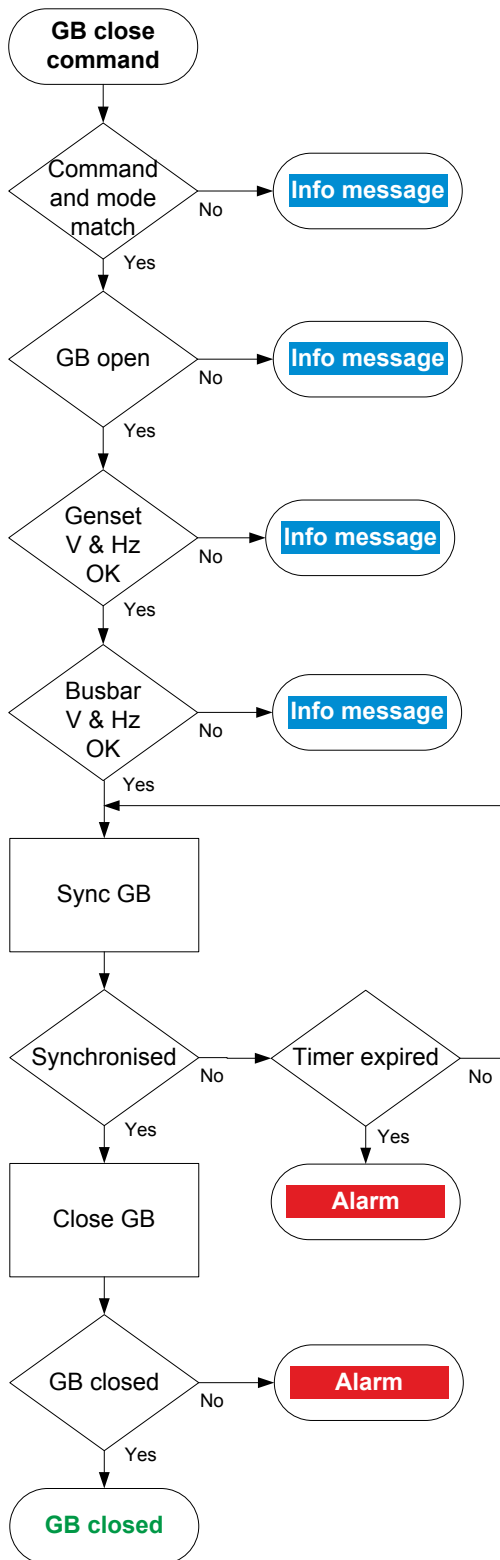 GB close
command
Command
and mode
match
No
Info message
Yes
GB open
No
Info message
Yes
Genset
V & Hz
OK
No
Info message
Yes
Busbar
V & Hz
OK
No
Info message
Yes
Sync GB
Synchronised
No
Timer expired
No
Yes
Yes
Alarm
Close GB
GB closed
No
Alarm
Yes
GB closed